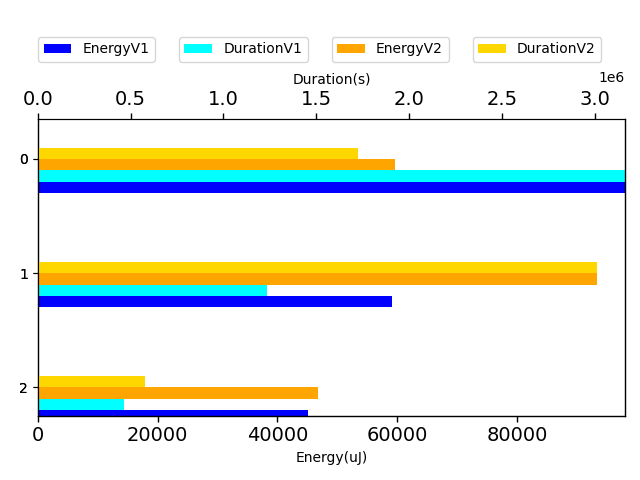 EnergyV1 DurationV1 EnergyV2 DurationV2
Duration(s)
1e6
0.0 0.5 1.0 1.5 2.0 2.5 3.0
0
1
2
0 20000 40000 60000 80000
Energy(uJ)